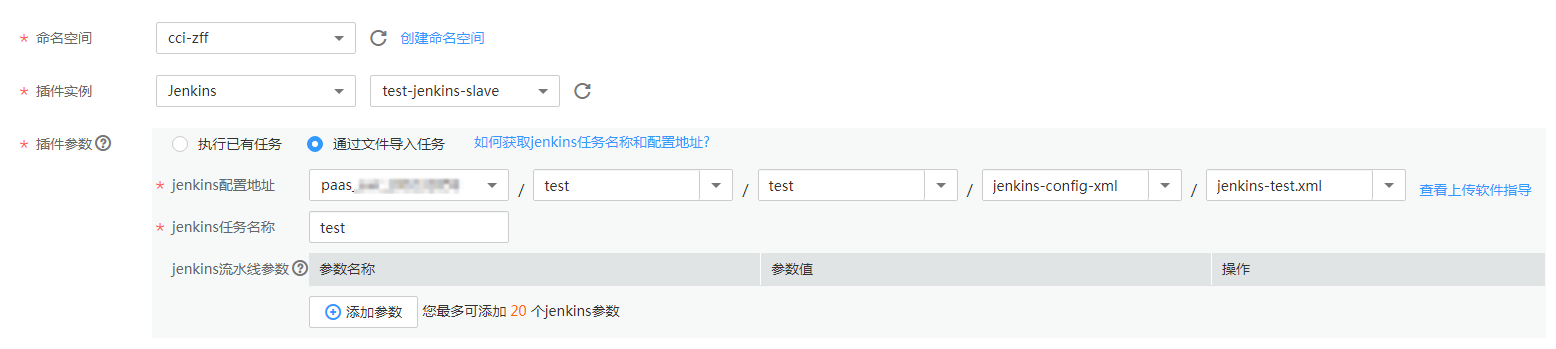 * 命名空间 cci-zff 创建命名空间
* 插件实例 Jenkins test-jenkins-slave
* 插件参数 ? 执行已有任务 通过文件导入任务 如何获取jenkins任务名称和配置地址?
* jenkins配置地址 paas_ / test / test / jenkins-config-xml / jenkins-test.xml 查看上传软件指导
* jenkins任务名称 test
jenkins流水线参数 ? 参数名称 参数值 操作
添加参数 您最多可添加 20 个jenkins参数